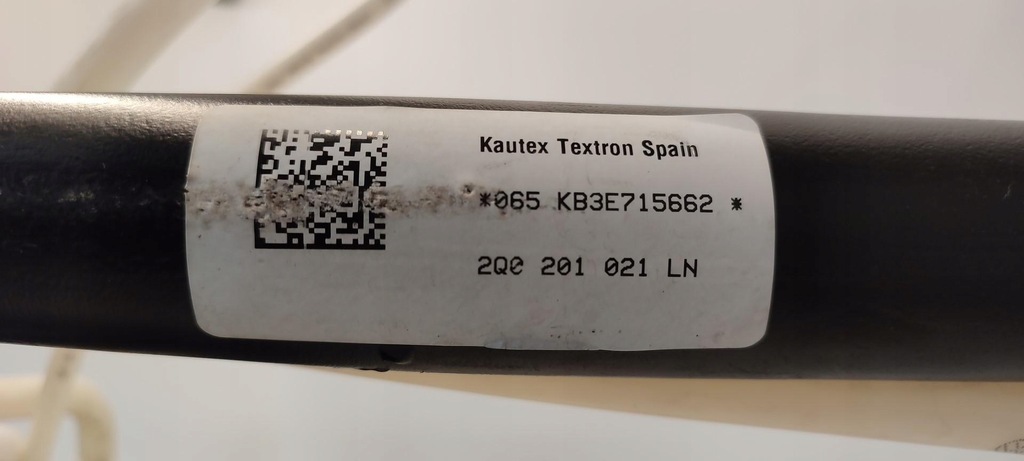 Kautex Textron Spain
*065 KB3E715662 *
2Q0 201 021 LN